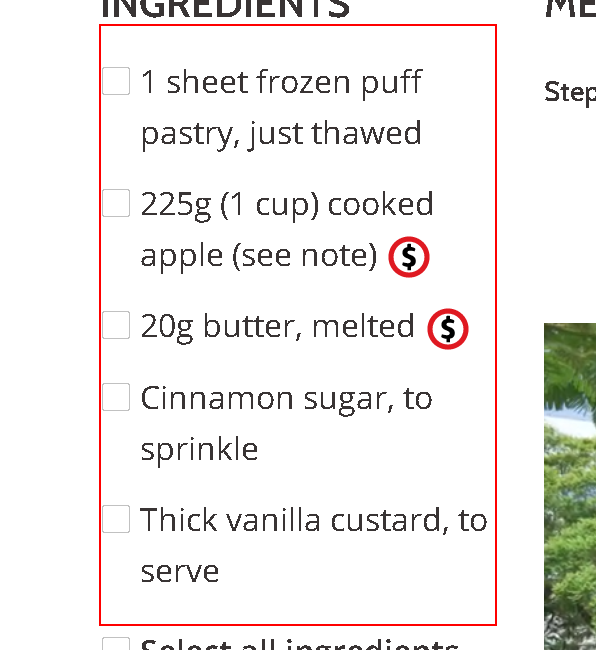 INGREDIENTS
ME
1 sheet frozen puff
pastry, just thawed
Step
225g (1 cup) cooked
apple (see note) $
20g butter, melted $
Cinnamon sugar, to
sprinkle
Thick vanilla custard, to
serve
Select all ingredients